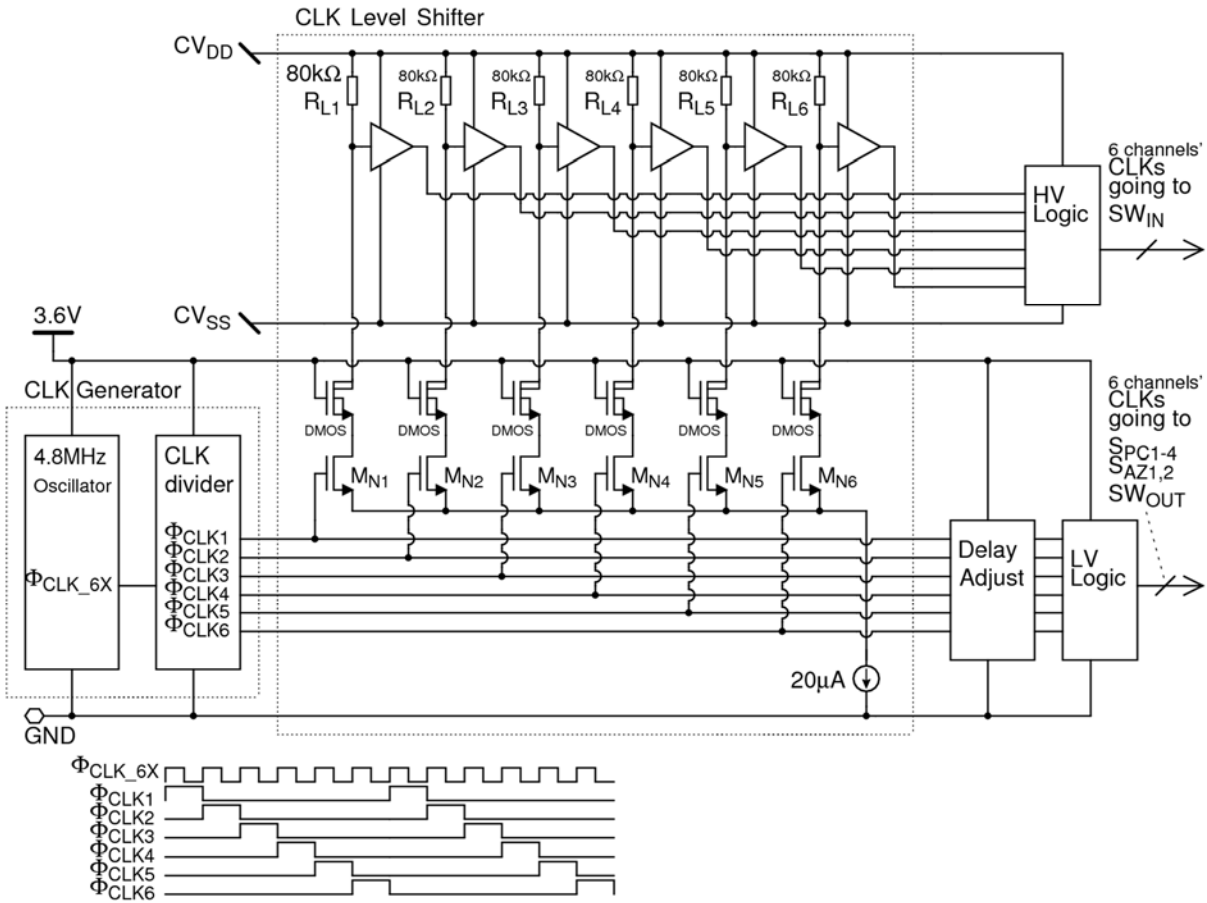 CLK Level Shifter
CVDD
80kΩ
RL1
80kΩ
RL2
80kΩ
RL3
80kΩ
RL4
80kΩ
RL5
80kΩ
RL6
HV
Logic
6 channels'
CLKs
going to
SWIN
CVSS
3.6V
CLK Generator
4.8MHz
Oscillator
ΦCLK_6X
CLK
divider
ΦCLK1
ΦCLK2
ΦCLK3
ΦCLK4
ΦCLK5
ΦCLK6
DMOS
DMOS
DMOS
DMOS
DMOS
DMOS
MN1
MN2
MN3
MN4
MN5
MN6
20μA
Delay
Adjust
LV
Logic
6 channels'
CLKs
going to
SPC1-4
SAZ1,2
SWOUT
GND
ΦCLK_6X
ΦCLK1
ΦCLK2
ΦCLK3
ΦCLK4
ΦCLK5
ΦCLK6